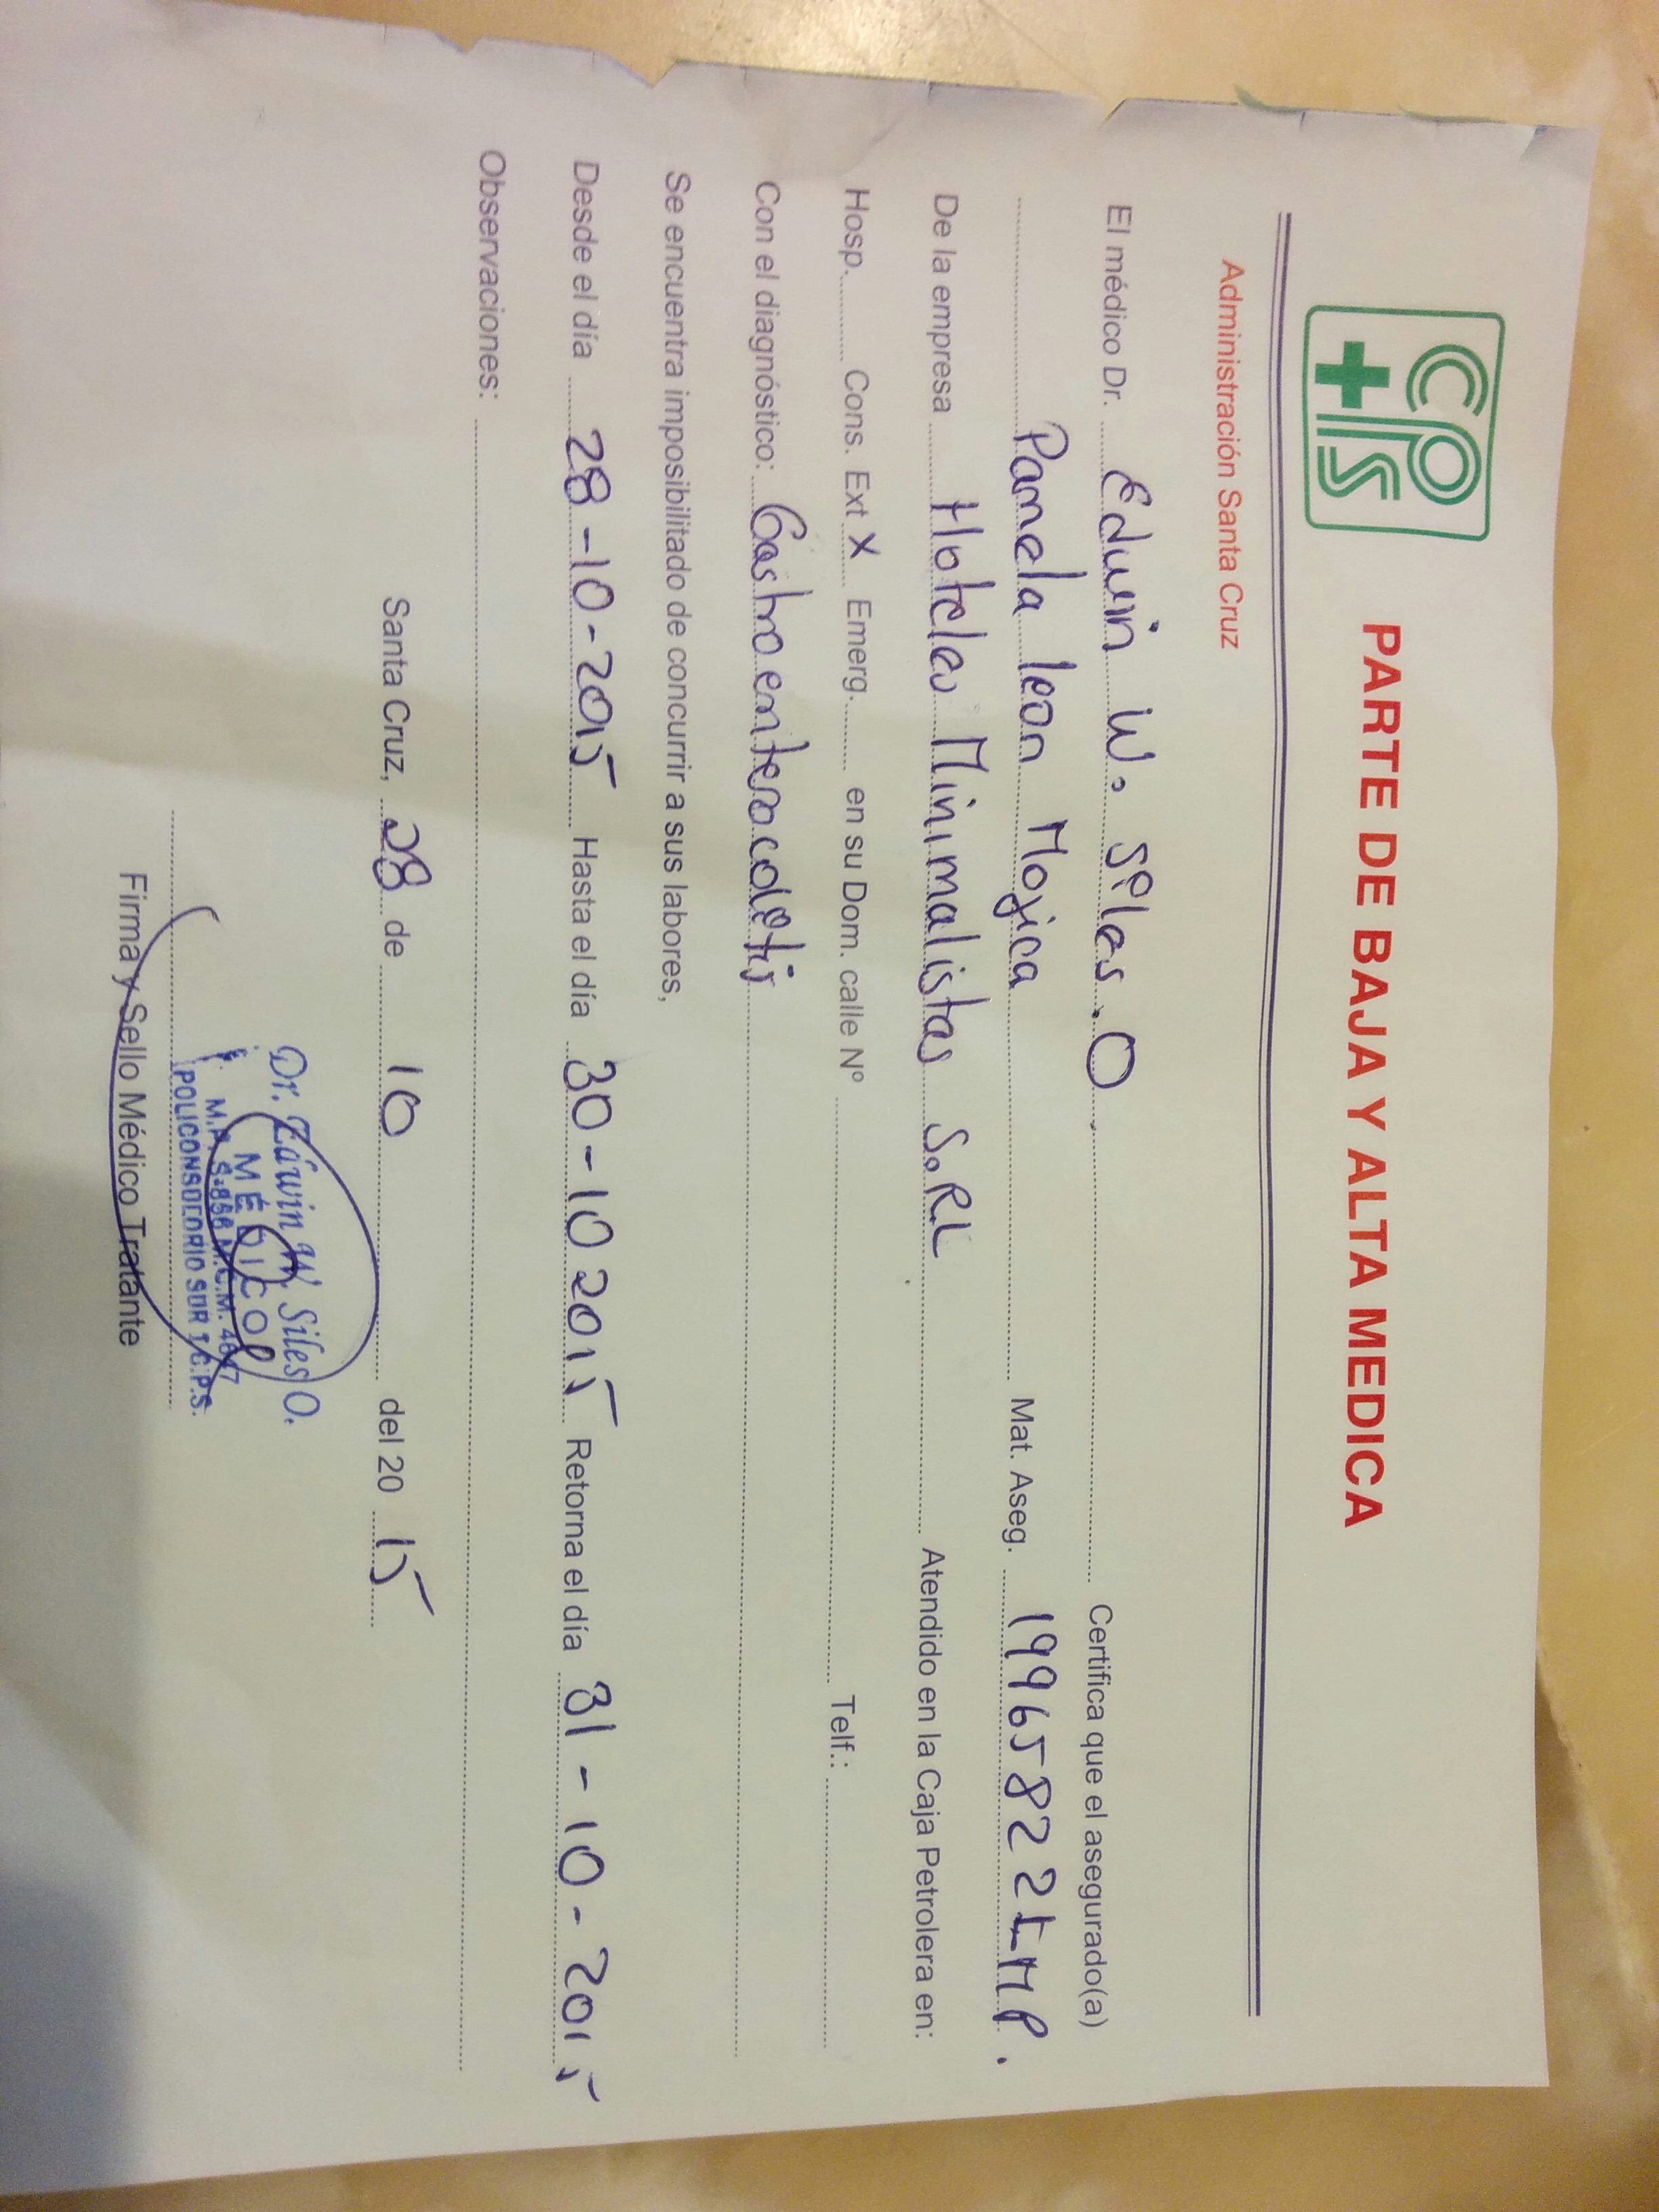 CPS
PARTE DE BAJA Y ALTA MEDICA
Administración Santa Cruz
El médico Dr. Edwin W. Siles. O Certifica que el asegurado(a)
Pamela leon Mojica Mat. Aseg. 1996582 2LMP.
De la empresa Hoteles Minimalistas S.RL Atendido en la Caja Petrolera en:
Hosp. Cons. Ext X Emerg. en su Dom. calle Nº Telf.:
Con el diagnóstico: Gastroenterocolitis
Se encuentra imposibilitado de concurrir a sus labores,
Desde el día 28-10-2015 Hasta el día 30-10 2015 Retorna el día 31-10-2015
Observaciones:
Santa Cruz, 28 de 10 del 20 15
Dr. Edwin W. Siles O.
MÉDICO
M.P. S-856 M.C.M.
POLICONSULTORIO SUR C.P.S.
Firma y Sello Médico Tratante